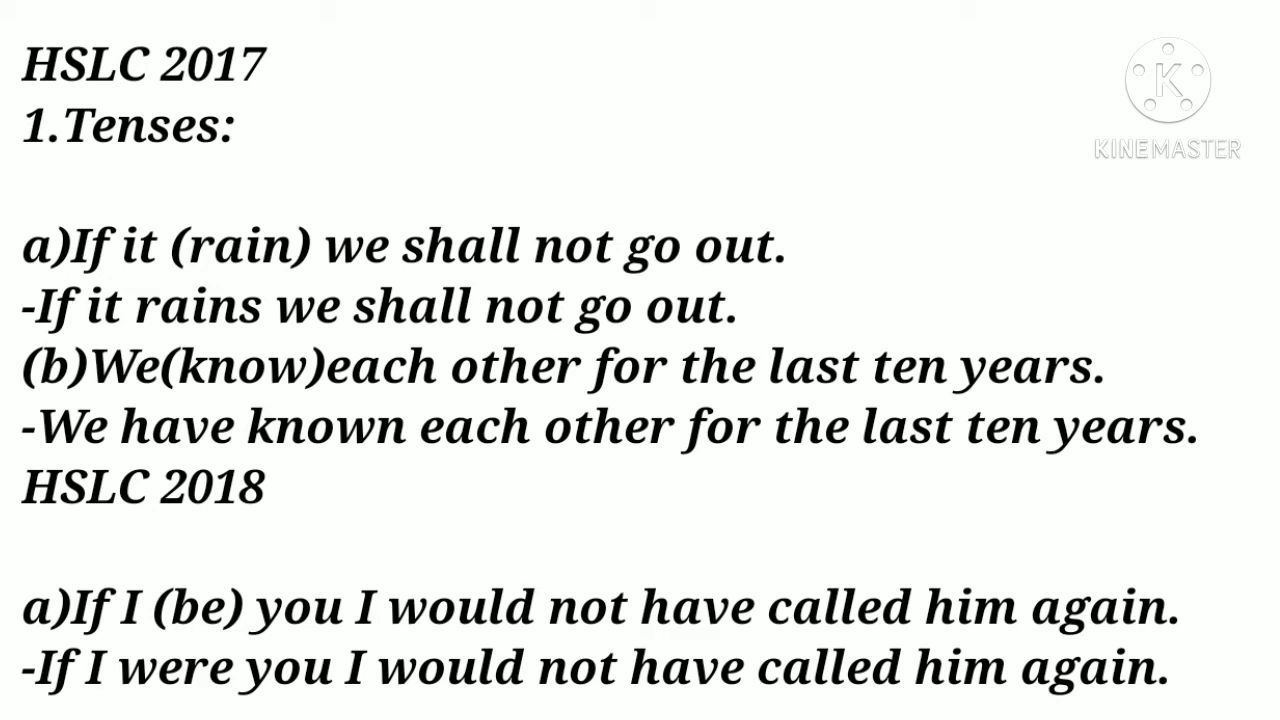 HSLC 2017
1.Tenses:
a)If it (rain) we shall not go out.
-If it rains we shall not go out.
(b)We(know)each other for the last ten years.
-We have known each other for the last ten years.
HSLC 2018
a)If I (be) you I would not have called him again.
-If I were you I would not have called him again.
K
KINEMASTER